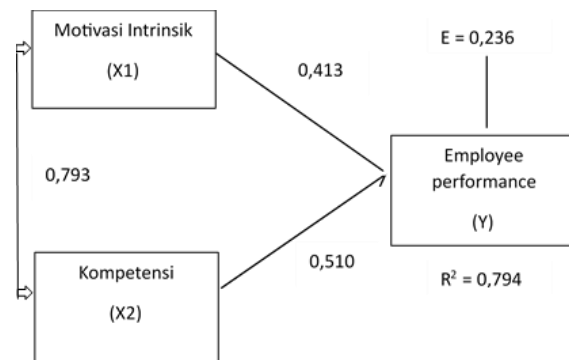 Motivasi Intrinsik
(X1)
E = 0,236
0,413
Employee
performance
(Y)
0,793
0,510
R² = 0,794
Kompetensi
(X2)